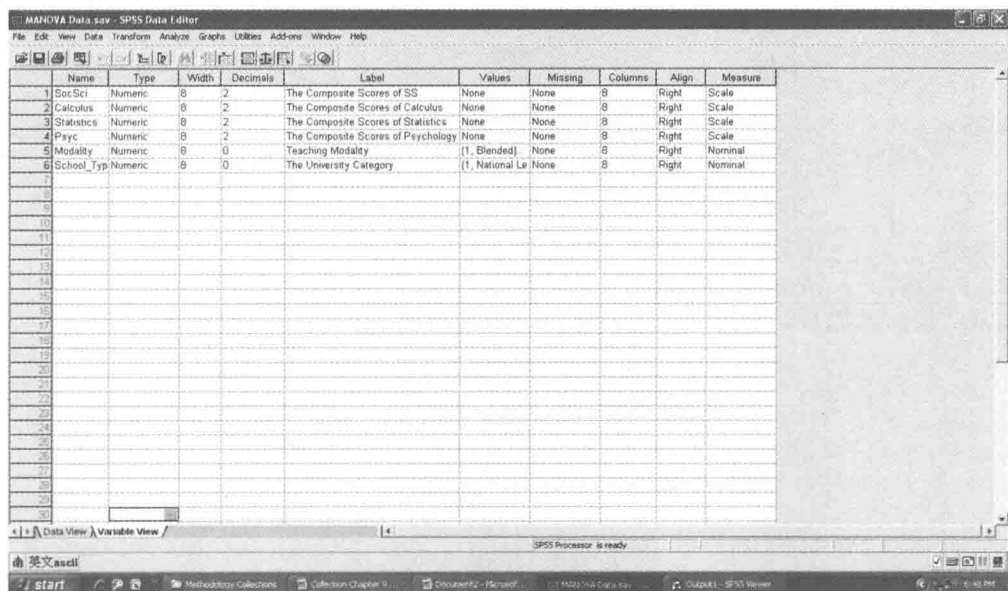 MANOVA Data.sav - SPSS Data Editor
File Edit View Data Transform Analyze Graphs Utilities Add-ons Window Help
Name Type Width Decimals Label Values Missing Columns Align Measure
1 SocSci Numeric 8 2 The Composite Scores of SS None None 8 Right Scale
2 Calculus Numeric 8 2 The Composite Scores of Calculus None None 8 Right Scale
3 Statistics Numeric 8 2 The Composite Scores of Statistics None None 8 Right Scale
4 Psyc Numeric 8 2 The Composite Scores of Psychology None None 8 Right Scale
5 Modality Numeric 8 0 Teaching Modality {1, Blended} None 8 Right Nominal
6 School_Typ Numeric 8 0 The University Category {1, National Le None 8 Right Nominal
7
8
9
10
11
12
13
14
15
16
17
18
19
20
21
22
23
24
25
26
27
28
29
30
Data View Variable View
SPSS Processor is ready
英文ascii
start Methodology Collections Collection Chapter 9... Document2 - Microsof... MANOVA Data.sav ... Output1 - SPSS Viewer 6:48 PM